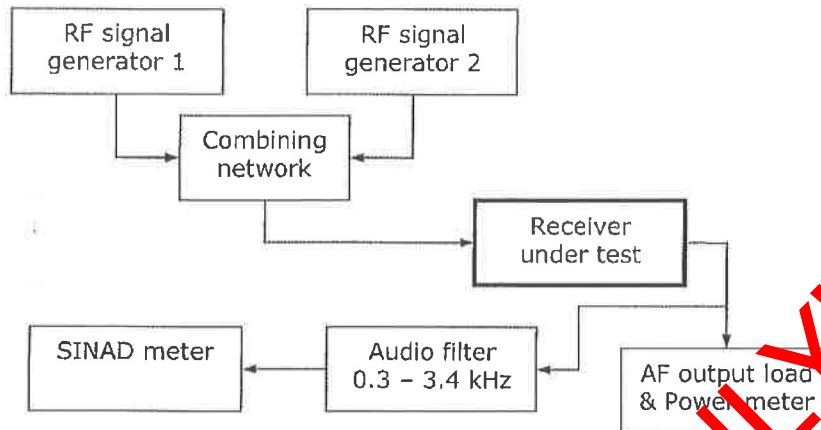 RF signal
generator 1
RF signal
generator 2
Combining
network
Receiver
under test
SINAD meter
Audio filter
0.3 – 3.4 kHz
AF output load
& Power meter